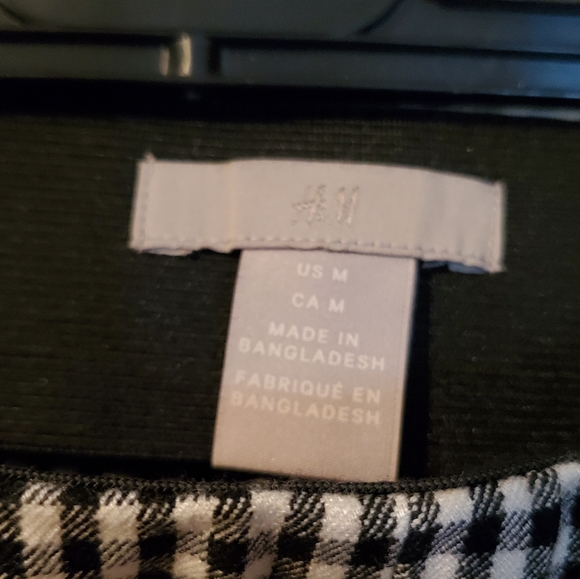 H&M
US M
CA M
MADE IN
BANGLADESH
FABRIQUÉ EN
BANGLADESH